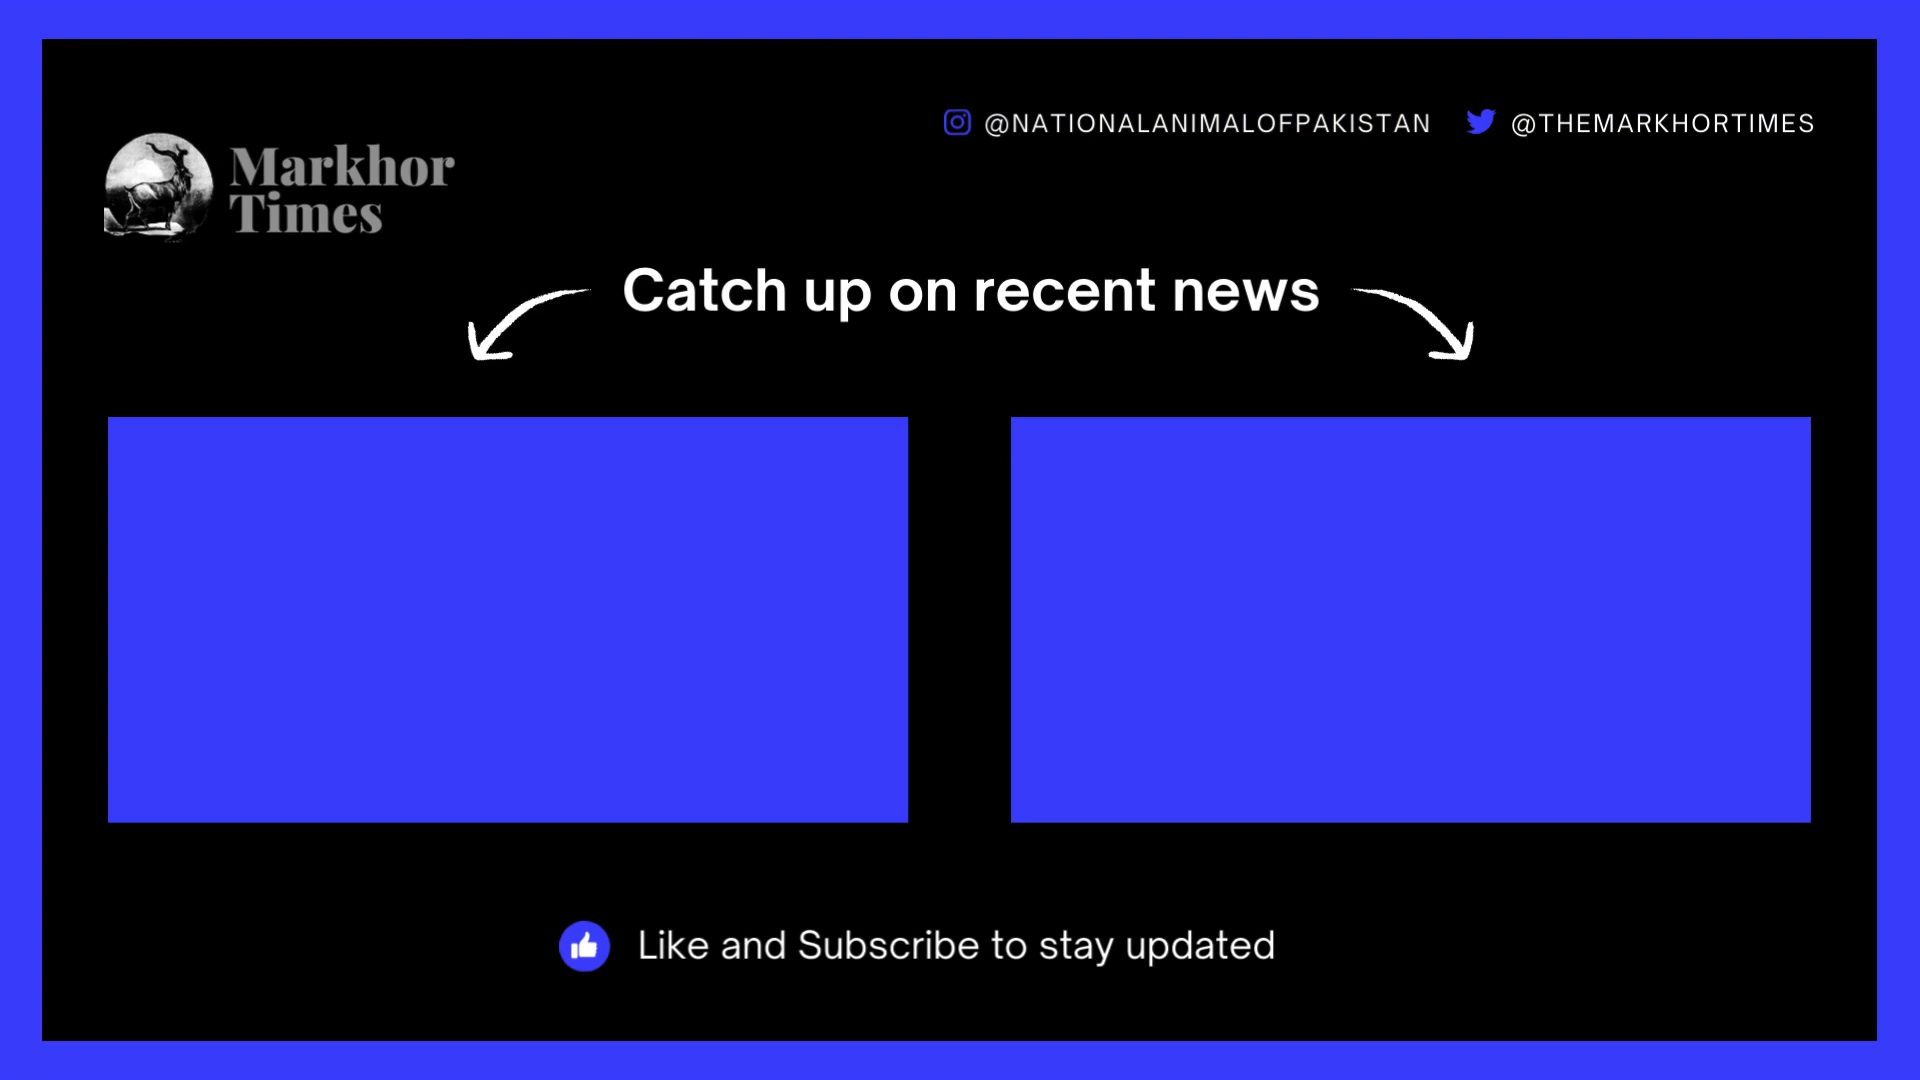 @NATIONALANIMALOFPAKISTAN
@THEMARKHORTIMES
Markhor
Times
Catch up on recent news
Like and Subscribe to stay updated